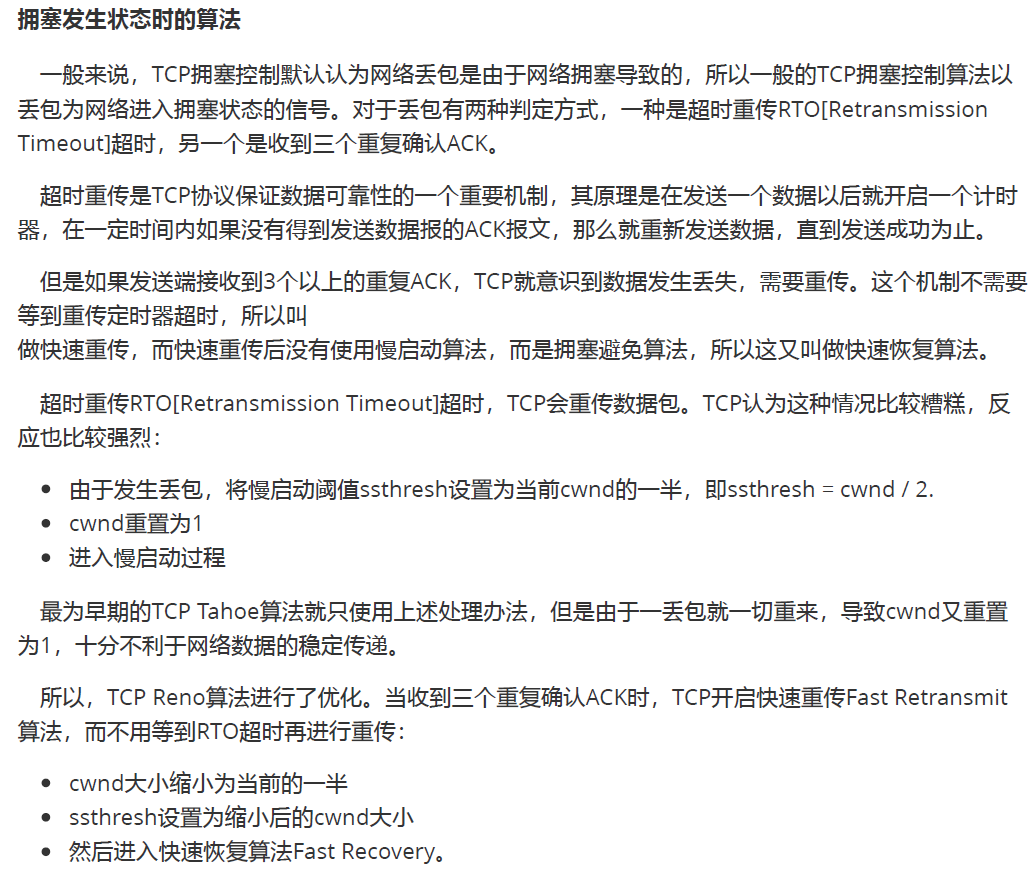 拥塞发生状态时的算法
一般来说，TCP拥塞控制默认认为网络丢包是由于网络拥塞导致的，所以一般的TCP拥塞控制算法以
丢包为网络进入拥塞状态的信号。对于丢包有两种判定方式，一种是超时重传RTO[Retransmission
Timeout]超时，另一个是收到三个重复确认ACK。
超时重传是TCP协议保证数据可靠性的一个重要机制，其原理是在发送一个数据以后就开启一个计时
器，在一定时间内如果没有得到发送数据报的ACK报文，那么就重新发送数据，直到发送成功为止。
但是如果发送端接收到3个以上的重复ACK，TCP就意识到数据发生丢失，需要重传。这个机制不需要
等到重传定时器超时，所以叫
做快速重传，而快速重传后没有使用慢启动算法，而是拥塞避免算法，所以这又叫做快速恢复算法。
超时重传RTO[Retransmission Timeout]超时，TCP会重传数据包。TCP认为这种情况比较糟糕，反
应也比较强烈：
• 由于发生丢包，将慢启动阈值ssthresh设置为当前cwnd的一半，即ssthresh = cwnd / 2.
• cwnd重置为1
• 进入慢启动过程
最为早期的TCP Tahoe算法就只使用上述处理办法，但是由于一丢包就一切重来，导致cwnd又重置
为1，十分不利于网络数据的稳定传递。
所以，TCP Reno算法进行了优化。当收到三个重复确认ACK时，TCP开启快速重传Fast Retransmit
算法，而不用等到RTO超时再进行重传：
• cwnd大小缩小为当前的一半
• ssthresh设置为缩小后的cwnd大小
• 然后进入快速恢复算法Fast Recovery。